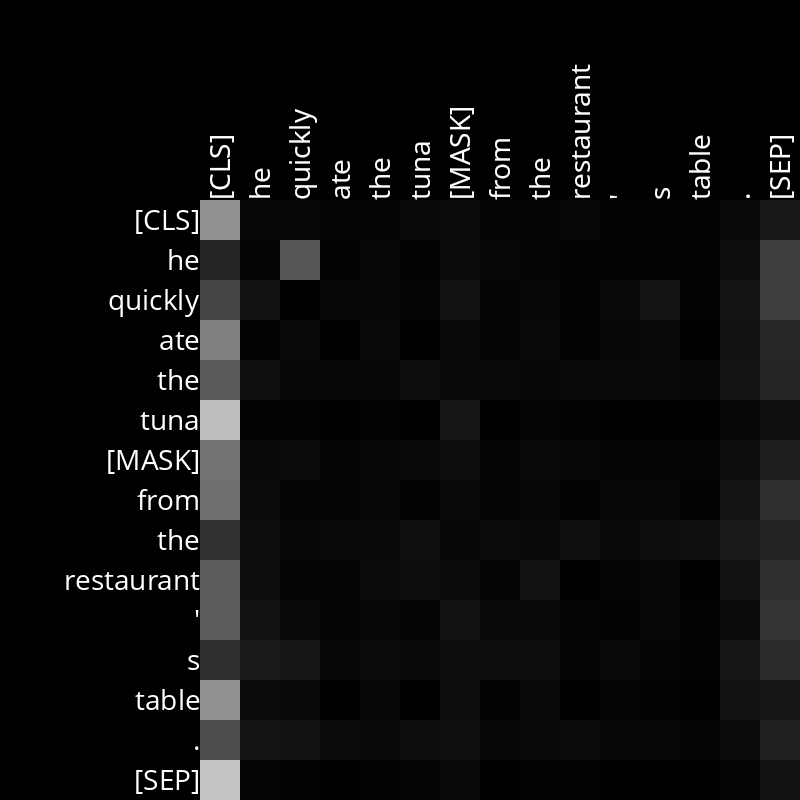 [CLS] he quickly ate the tuna [MASK] from the restaurant ' s table . [SEP]
[CLS]
he
quickly
ate
the
tuna
[MASK]
from
the
restaurant
'
s
table
.
[SEP]